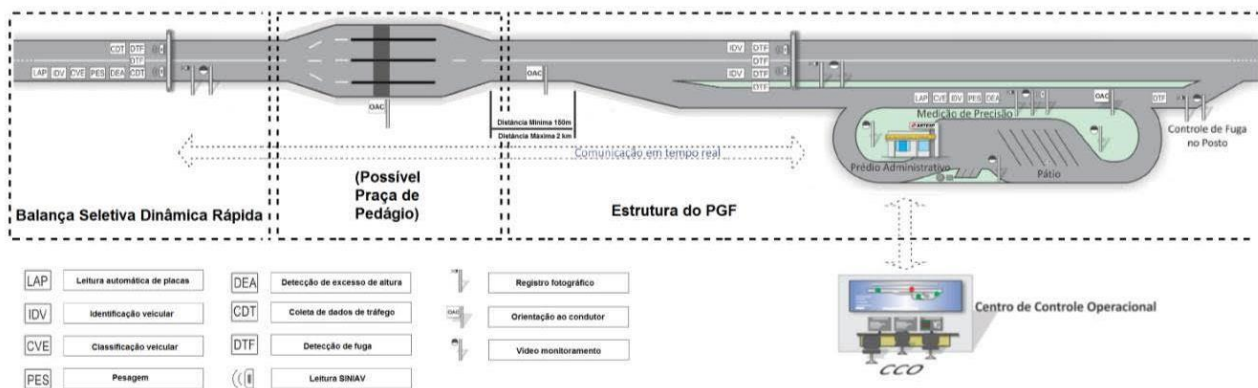 CDT DTF
DTF
LAP IDV CVE PES DEA CDT
OAC
OAC
Distância Mínima 150m
Distância Máxima 2 km
IDV DTF
DTF
IDV DTF
DTF
LAP CVE IDV PES DEA
OAC
DTF
Medição de Precisão
Controle de Fuga
no Posto
Prédio Administrativo
Pátio
Comunicação em tempo real
Balança Seletiva Dinâmica Rápida
(Possível
Praça de
Pedágio)
Estrutura do PGF
LAP Leitura automática de placas
IDV Identificação veicular
CVE Classificação veicular
PES Pesagem
DEA Detecção de excesso de altura
CDT Coleta de dados de tráfego
DTF Detecção de fuga
Leitura SINIAV
Registro fotográfico
OAC Orientação ao condutor
Video monitoramento
Centro de Controle Operacional
CCO